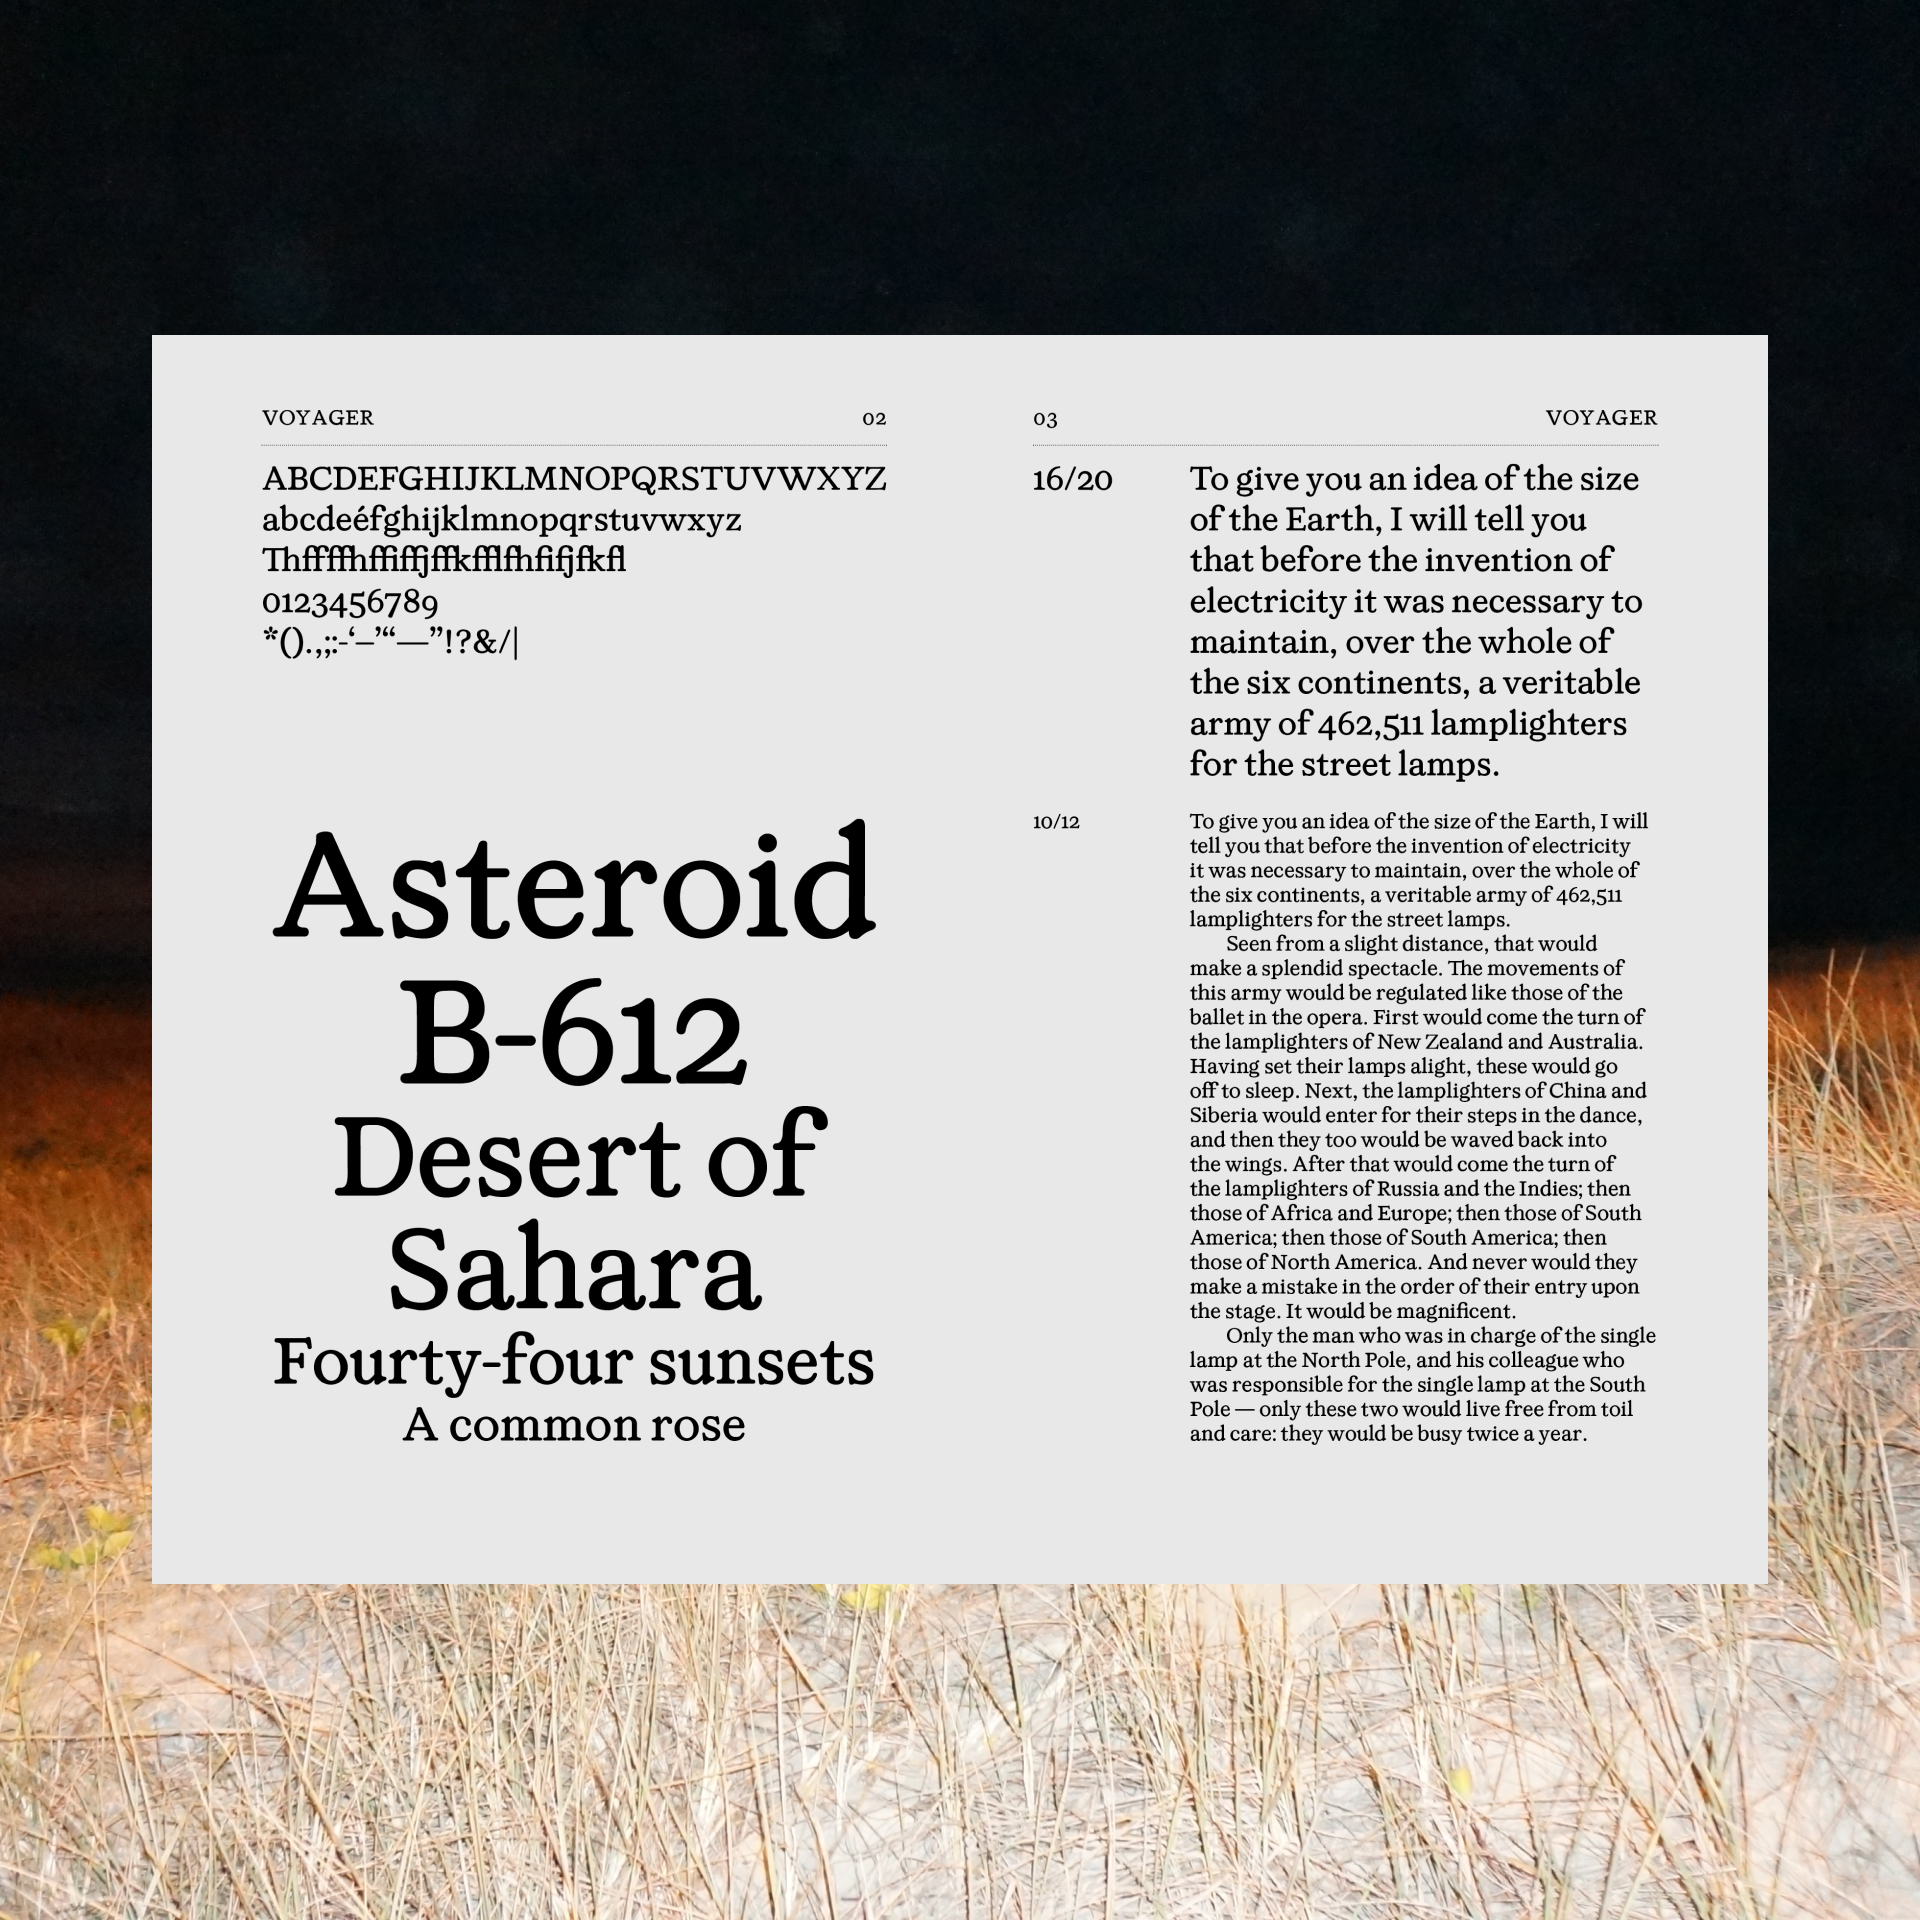 VOYAGER 02
ABCDEFGHIJKLMNOPQRSTUVWXYZ
abcdeéfghijklmnopqrstuvwxyz
Thffffhffiffjffkfflfhfifjfkfl
0123456789
*().,;:-‘–’“—”!?&/|
Asteroid
B-612
Desert of
Sahara
Fourty-four sunsets
A common rose
03 VOYAGER
16/20
To give you an idea of the size
of the Earth, I will tell you
that before the invention of
electricity it was necessary to
maintain, over the whole of
the six continents, a veritable
army of 462,511 lamplighters
for the street lamps.
10/12
To give you an idea of the size of the Earth, I will
tell you that before the invention of electricity
it was necessary to maintain, over the whole of
the six continents, a veritable army of 462,511
lamplighters for the street lamps.
Seen from a slight distance, that would
make a splendid spectacle. The movements of
this army would be regulated like those of the
ballet in the opera. First would come the turn of
the lamplighters of New Zealand and Australia.
Having set their lamps alight, these would go
off to sleep. Next, the lamplighters of China and
Siberia would enter for their steps in the dance,
and then they too would be waved back into
the wings. After that would come the turn of
the lamplighters of Russia and the Indies; then
those of Africa and Europe; then those of South
America; then those of South America; then
those of North America. And never would they
make a mistake in the order of their entry upon
the stage. It would be magnificent.
Only the man who was in charge of the single
lamp at the North Pole, and his colleague who
was responsible for the single lamp at the South
Pole — only these two would live free from toil
and care: they would be busy twice a year.